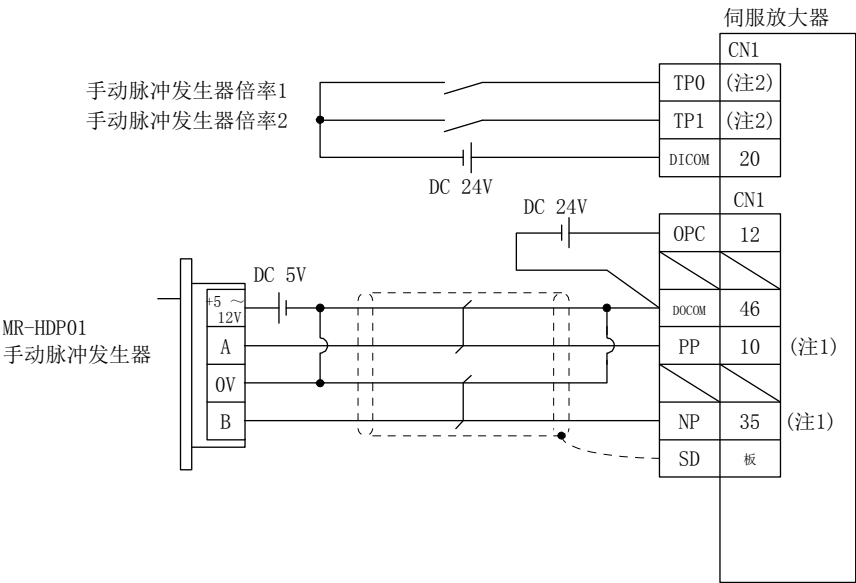 伺服放大器
CN1
手动脉冲发生器倍率1
TP0 (注2)
手动脉冲发生器倍率2
TP1 (注2)
DICOM 20
DC 24V
CN1
DC 24V
OPC 12
DC 5V
+5 ~
12V
DOCOM 46
MR-HDP01
手动脉冲发生器
A
PP 10 (注1)
0V
B
NP 35 (注1)
SD 板